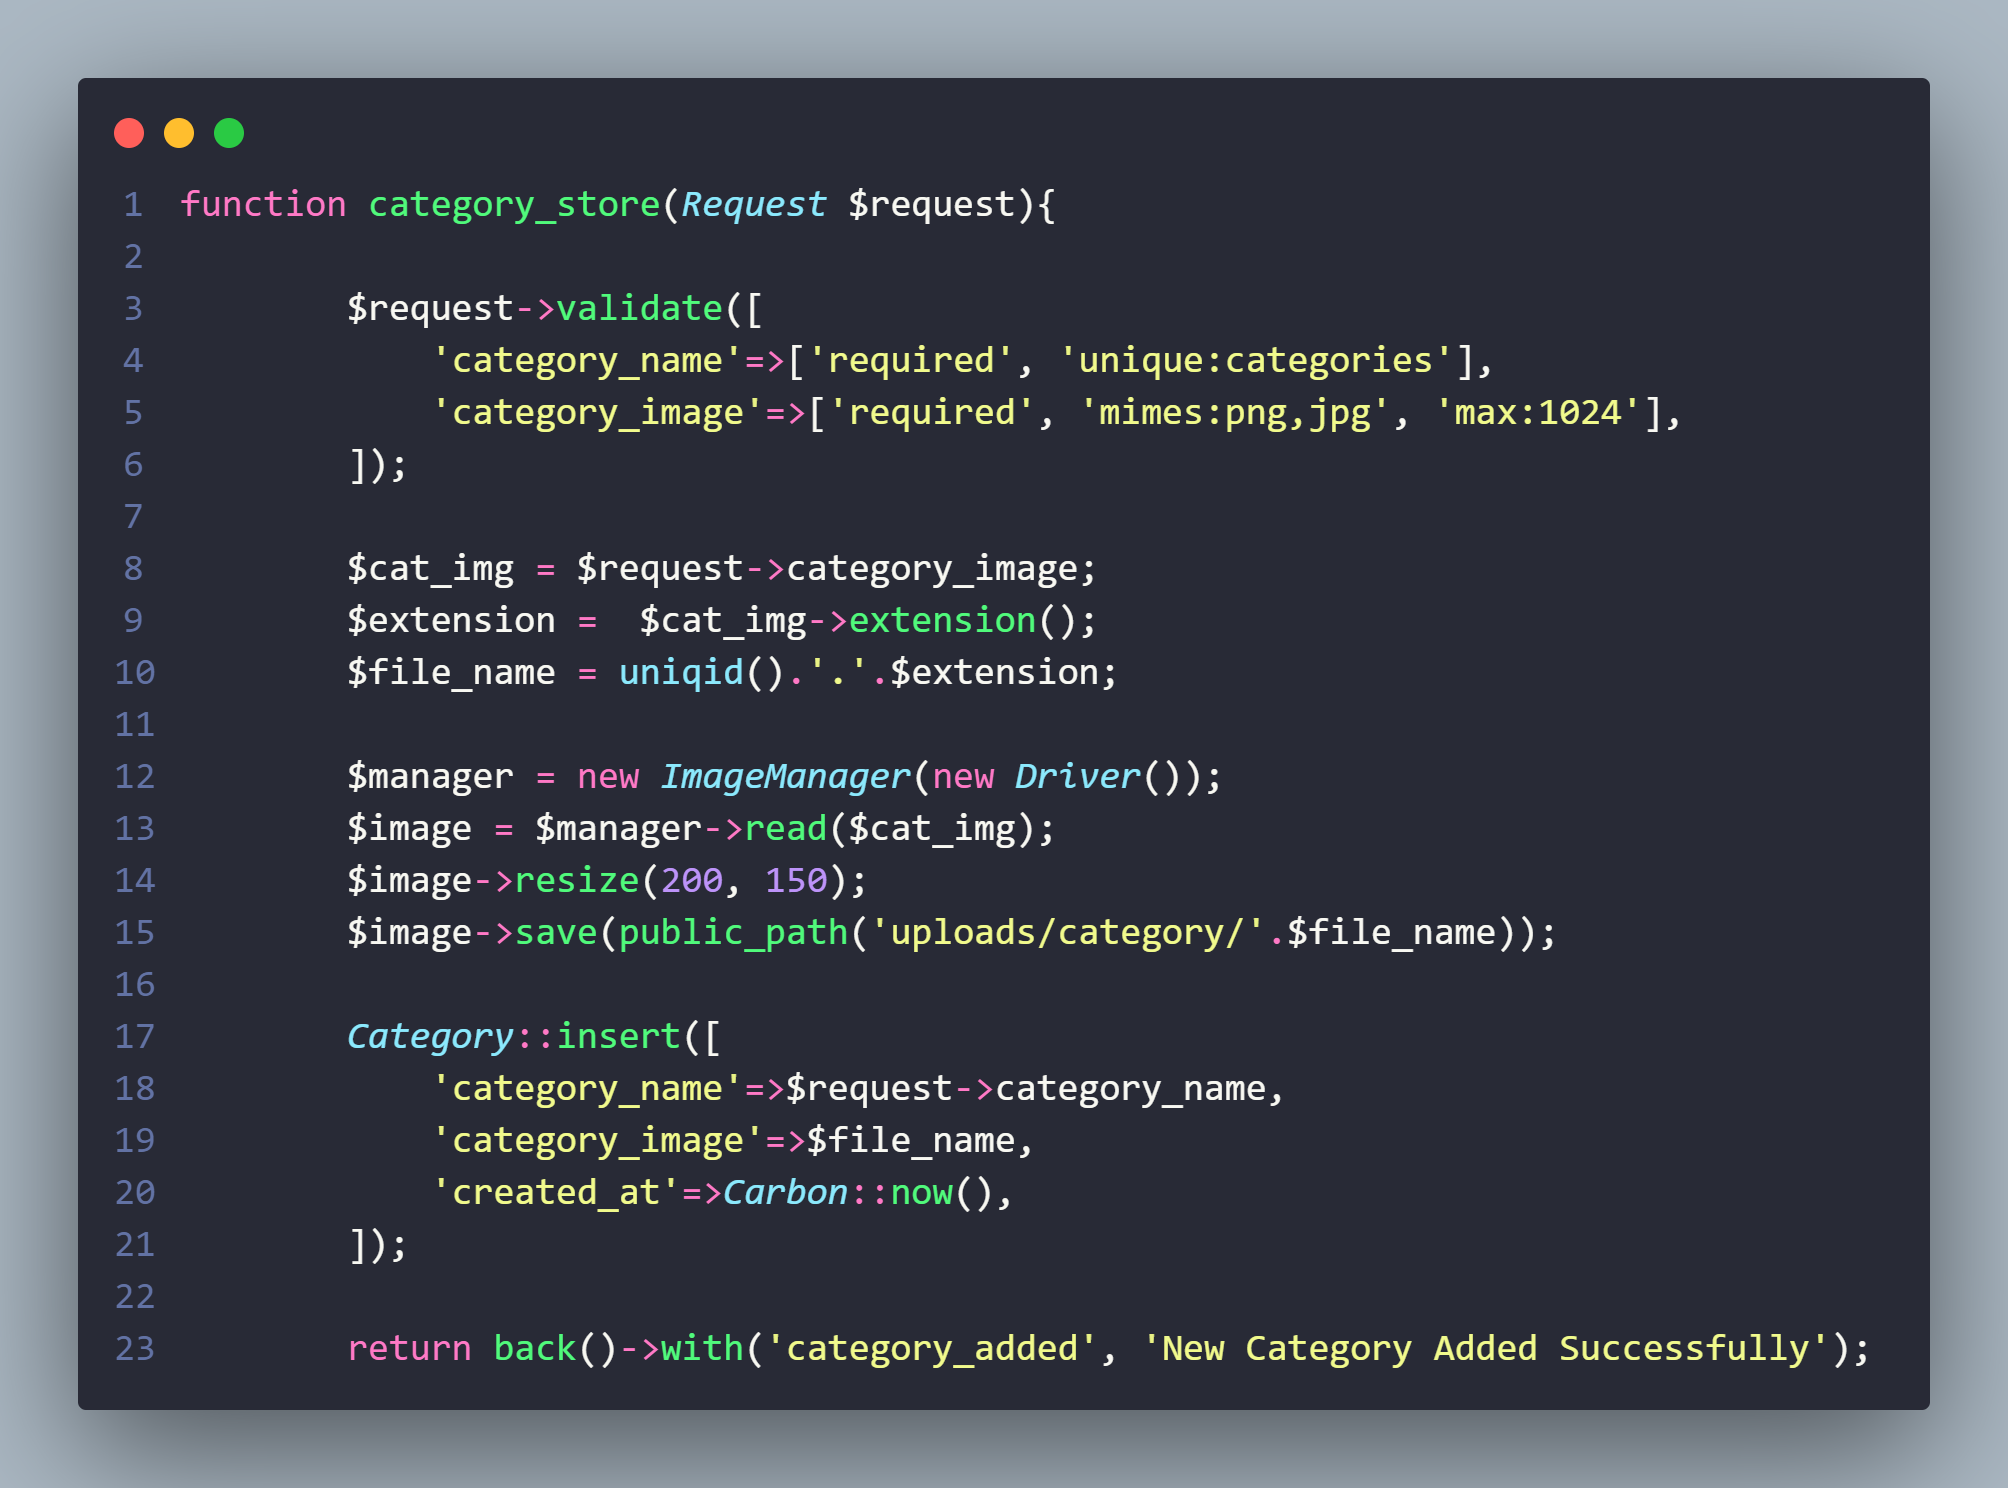 1 function category_store(Request $request){
2
3         $request->validate([
4             'category_name'=>['required', 'unique:categories'],
5             'category_image'=>['required', 'mimes:png,jpg', 'max:1024'],
6         ]);
7
8         $cat_img = $request->category_image;
9         $extension =  $cat_img->extension();
10         $file_name = uniqid().'.'.$extension;
11
12         $manager = new ImageManager(new Driver());
13         $image = $manager->read($cat_img);
14         $image->resize(200, 150);
15         $image->save(public_path('uploads/category/'.$file_name));
16
17         Category::insert([
18             'category_name'=>$request->category_name,
19             'category_image'=>$file_name,
20             'created_at'=>Carbon::now(),
21         ]);
22
23         return back()->with('category_added', 'New Category Added Successfully');